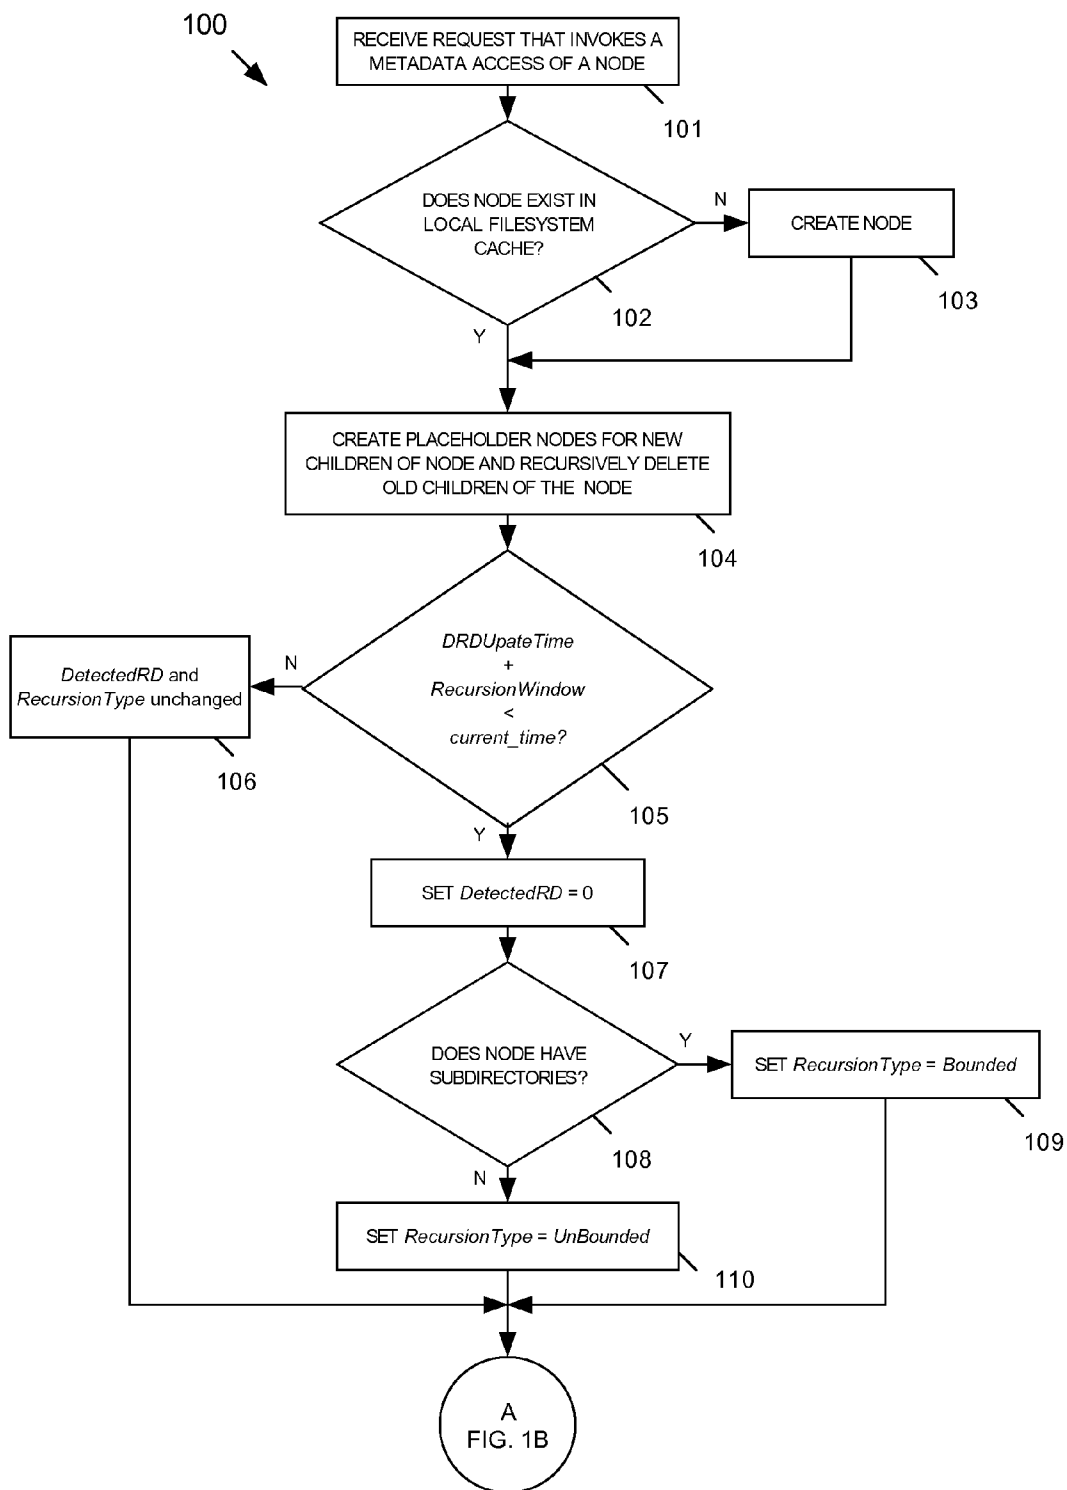 100
RECEIVE REQUEST THAT INVOKES A
METADATA ACCESS OF A NODE
101
DOES NODE EXIST IN
LOCAL FILESYSTEM
CACHE?
102
N
CREATE NODE
103
Y
CREATE PLACEHOLDER NODES FOR NEW
CHILDREN OF NODE AND RECURSIVELY DELETE
OLD CHILDREN OF THE NODE
104
DRDUpateTime
+
RecursionWindow
<
current_time?
105
N
DetectedRD and
RecursionType unchanged
106
Y
SET DetectedRD = 0
107
DOES NODE HAVE
SUBDIRECTORIES?
108
Y
SET RecursionType = Bounded
109
N
SET RecursionType = UnBounded
110
A
FIG. 1B